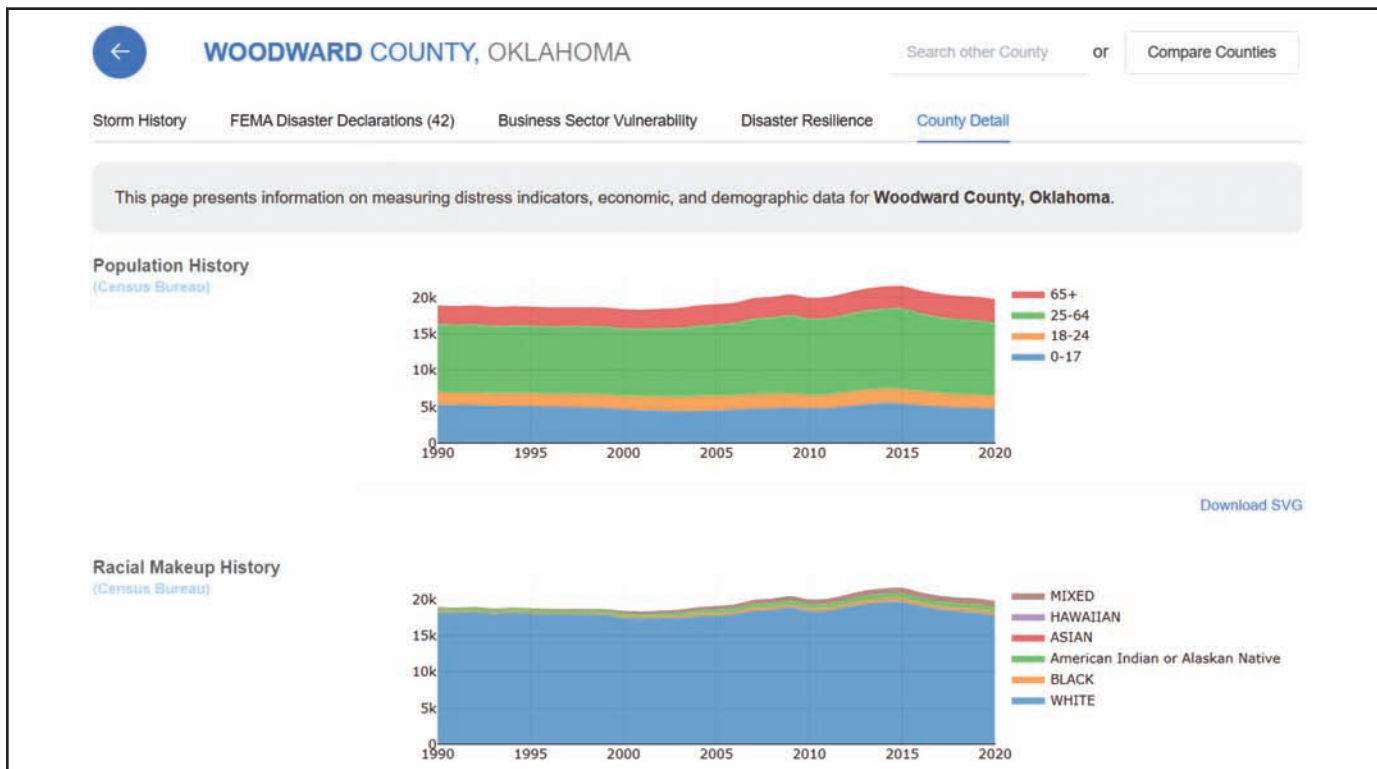 ←
WOODWARD COUNTY, OKLAHOMA
Search other County or Compare Counties
Storm History FEMA Disaster Declarations (42) Business Sector Vulnerability Disaster Resilience County Detail
This page presents information on measuring distress indicators, economic, and demographic data for Woodward County, Oklahoma.
Population History
(Census Bureau)
20k
15k
10k
5k
0
1990 1995 2000 2005 2010 2015 2020
65+
25-64
18-24
0-17
Download SVG
Racial Makeup History
(Census Bureau)
20k
15k
10k
5k
0
1990 1995 2000 2005 2010 2015 2020
MIXED
HAWAIIAN
ASIAN
American Indian or Alaskan Native
BLACK
WHITE